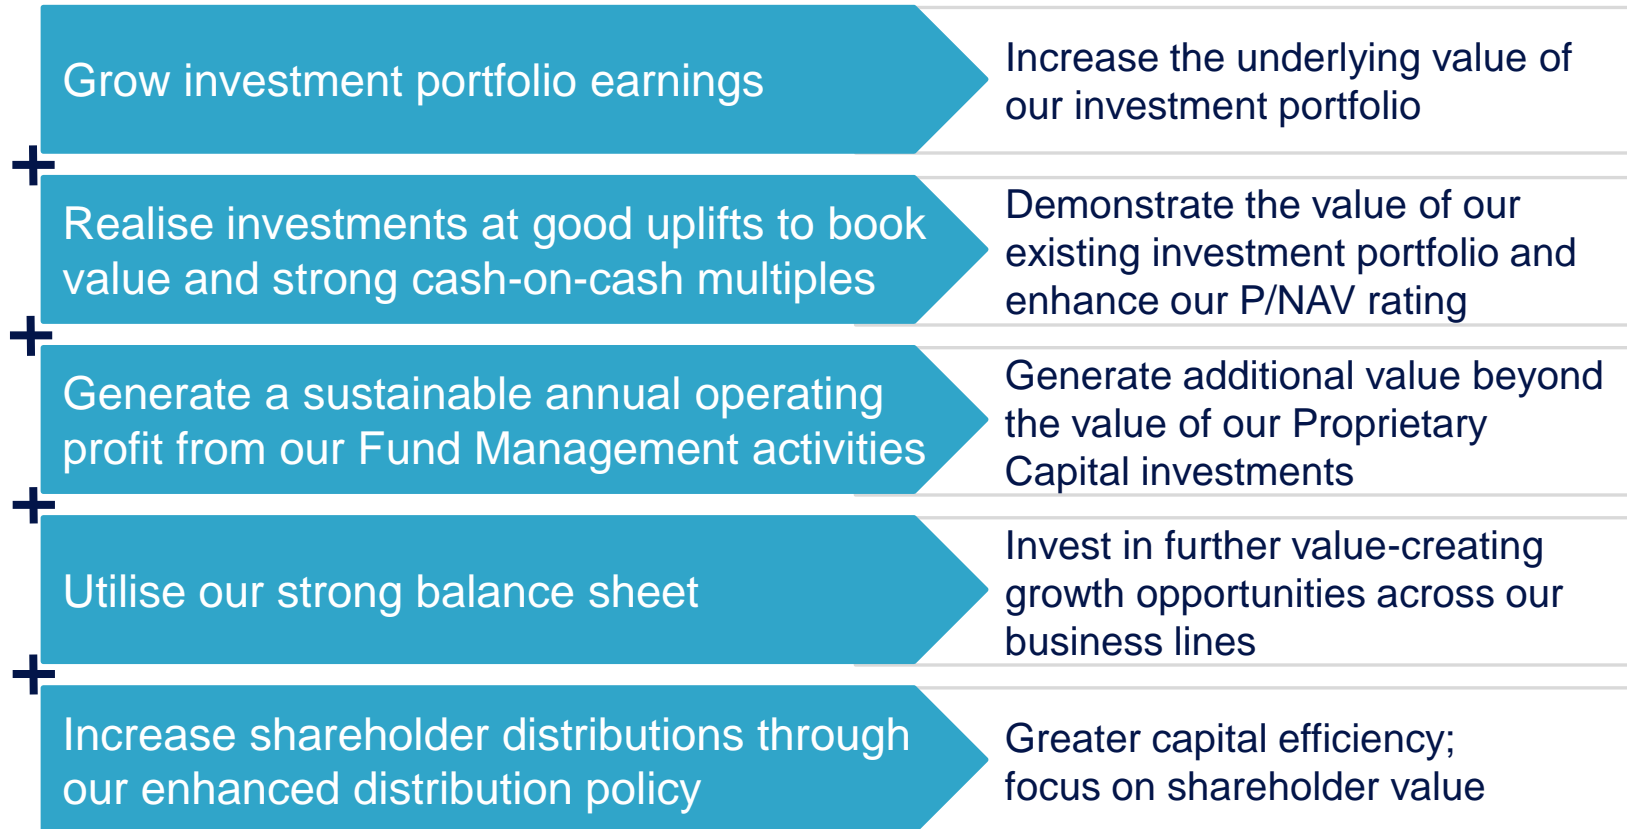 Grow investment portfolio earnings
Increase the underlying value of
our investment portfolio
+
Realise investments at good uplifts to book
value and strong cash-on-cash multiples
Demonstrate the value of our
existing investment portfolio and
enhance our P/NAV rating
+
Generate a sustainable annual operating
profit from our Fund Management activities
Generate additional value beyond
the value of our Proprietary
Capital investments
+
Utilise our strong balance sheet
Invest in further value-creating
growth opportunities across our
business lines
+
Increase shareholder distributions through
our enhanced distribution policy
Greater capital efficiency;
focus on shareholder value